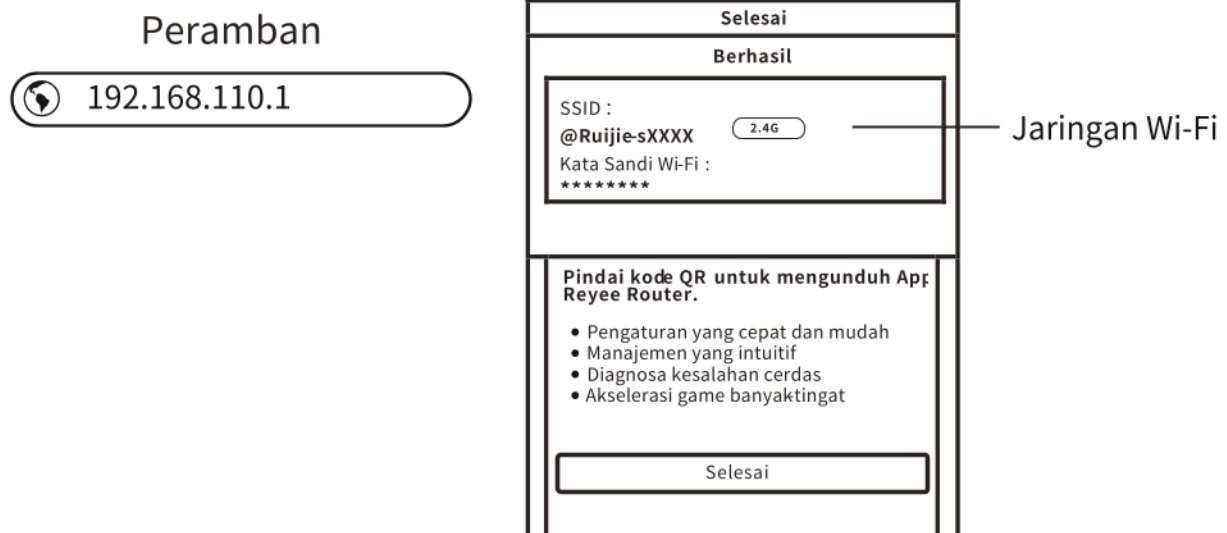 Peramban
192.168.110.1
Selesai
Berhasil
SSID :
@Ruijie-sXXXX
2.4G
Kata Sandi Wi-Fi :
********
Jaringan Wi-Fi
Pindai kode QR untuk mengunduh App
Reyee Router.
• Pengaturan yang cepat dan mudah
• Manajemen yang intuitif
• Diagnosa kesalahan cerdas
• Akselerasi game banyak-tingat
Selesai